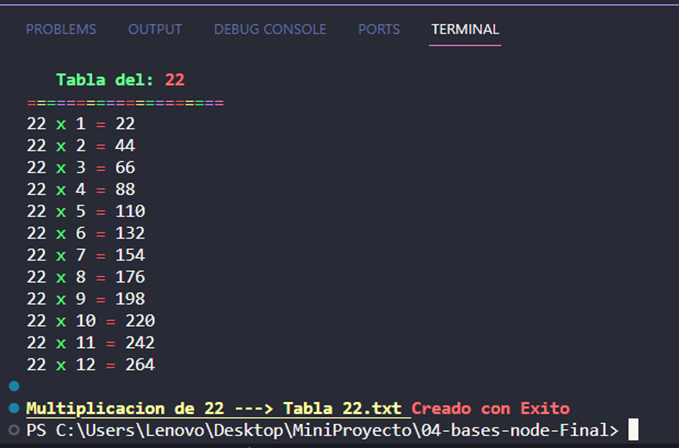 PROBLEMS OUTPUT DEBUG CONSOLE PORTS TERMINAL
Tabla del: 22
====================
22 x 1 = 22
22 x 2 = 44
22 x 3 = 66
22 x 4 = 88
22 x 5 = 110
22 x 6 = 132
22 x 7 = 154
22 x 8 = 176
22 x 9 = 198
22 x 10 = 220
22 x 11 = 242
22 x 12 = 264
Multiplicacion de 22 ---> Tabla 22.txt Creado con Exito
PS C:\Users\Lenovo\Desktop\MiniProyecto\04-bases-node-Final>